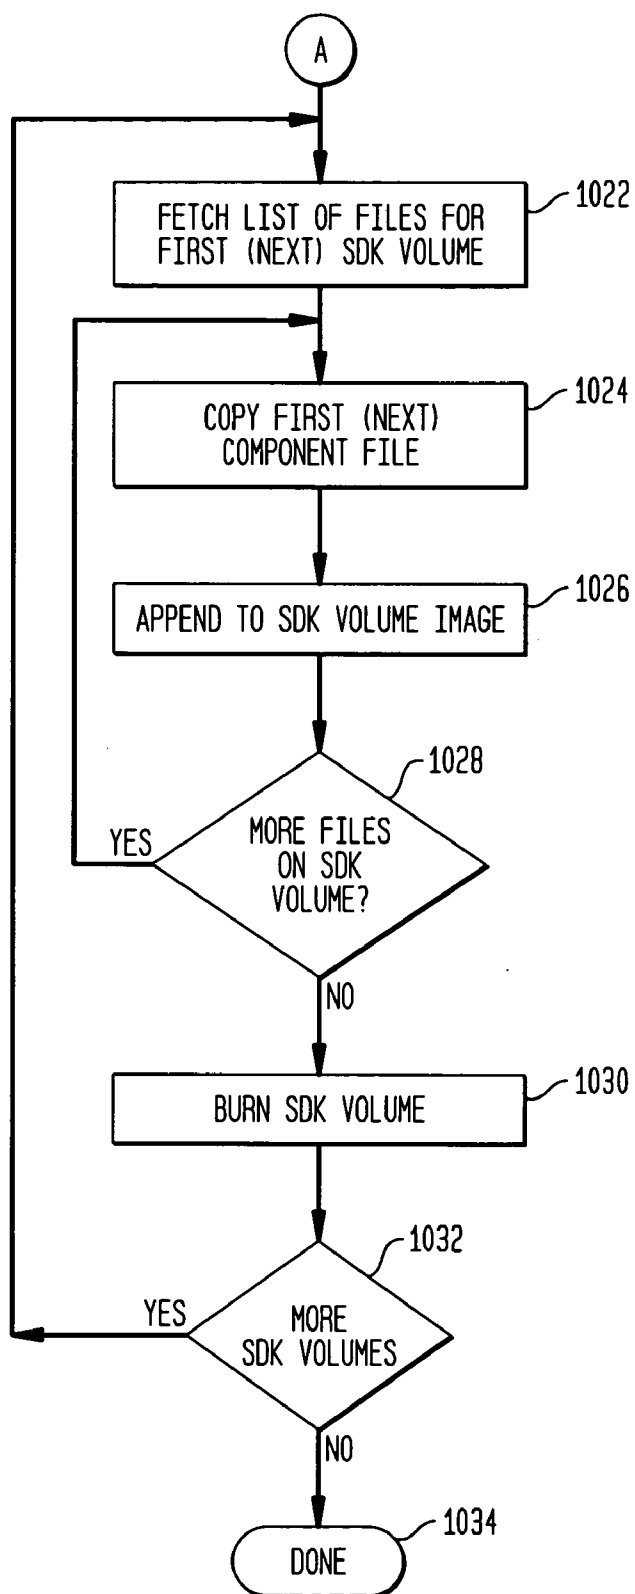 A
FETCH LIST OF FILES FOR
FIRST (NEXT) SDK VOLUME
1022
COPY FIRST (NEXT)
COMPONENT FILE
1024
APPEND TO SDK VOLUME IMAGE
1026
MORE FILES
ON SDK
VOLUME?
1028
YES
NO
BURN SDK VOLUME
1030
MORE
SDK VOLUMES
1032
YES
NO
DONE
1034